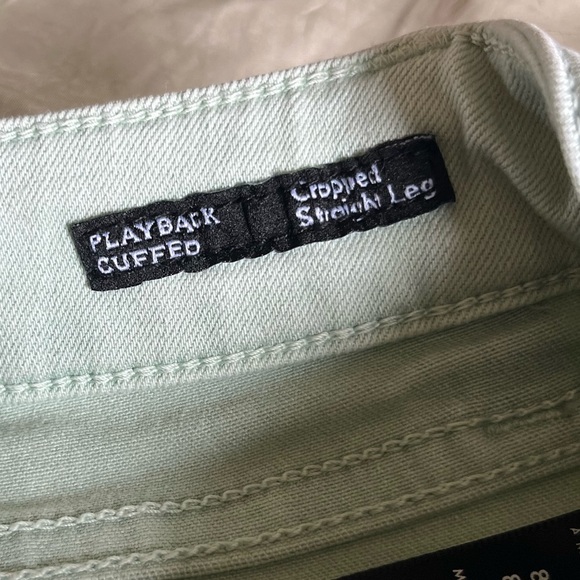 PLAYBACK
CUFFED
Cropped
Straight Leg